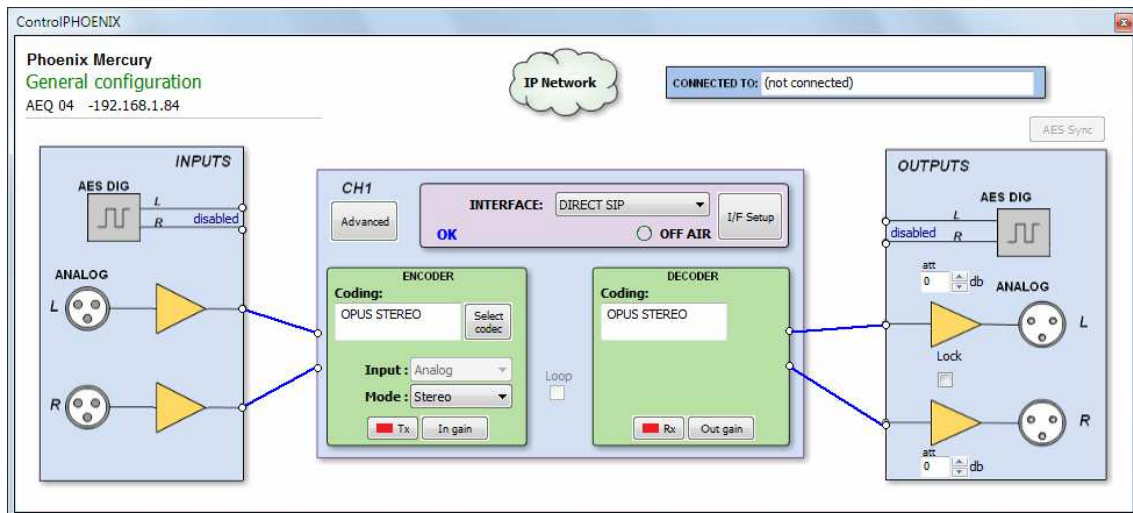 ControlPHOENIX
Phoenix Mercury
General configuration
AEQ 04 -192.168.1.84
IP Network
CONNECTED TO: (not connected)
AES Sync
INPUTS
AES DIG
L
R disabled
ANALOG
L
R
CH1
Advanced
INTERFACE: DIRECT SIP
I/F Setup
OK
OFF AIR
ENCODER
Coding:
OPUS STEREO
Select
codec
Input : Analog
Mode : Stereo
Tx In gain
Loop
DECODER
Coding:
OPUS STEREO
Rx Out gain
OUTPUTS
AES DIG
L
disabled R
att
0 db
ANALOG
L
Lock
R
att
0 db